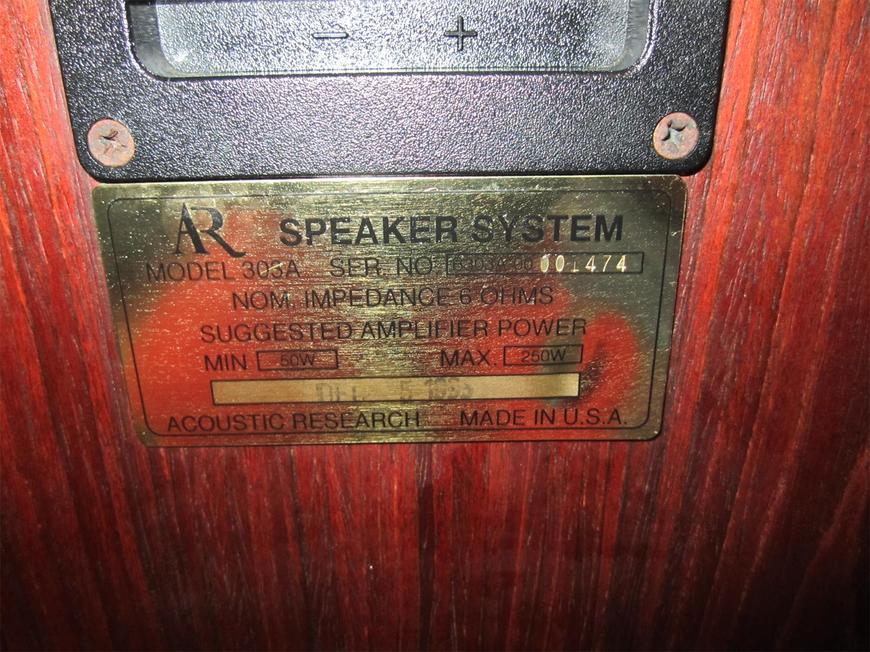 − +
AR SPEAKER SYSTEM
MODEL 303A SER. NO. 001474
NOM. IMPEDANCE 6 OHMS
SUGGESTED AMPLIFIER POWER
MIN 50W MAX. 250W
5
ACOUSTIC RESEARCH MADE IN U.S.A.